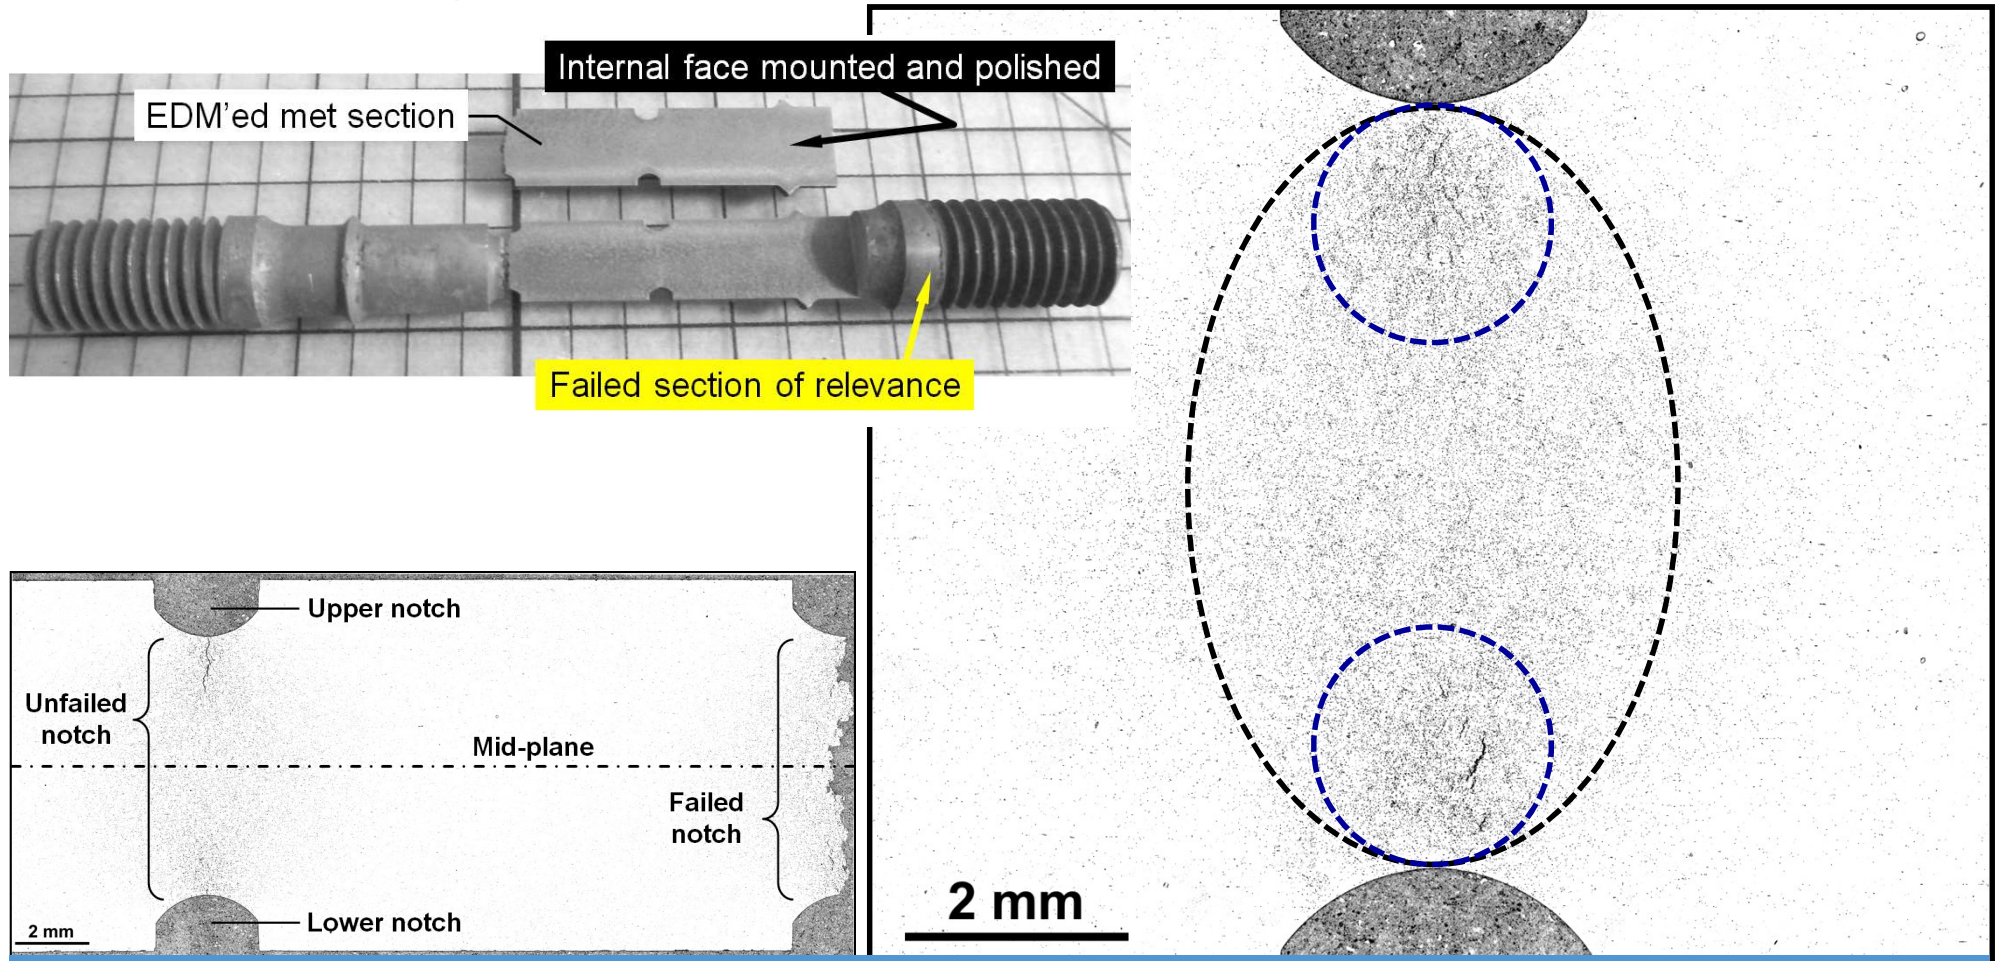 Internal face mounted and polished
EDM'ed met section
Failed section of relevance
Upper notch
Unfailed
notch
Mid-plane
Failed
notch
Lower notch
2 mm
2 mm